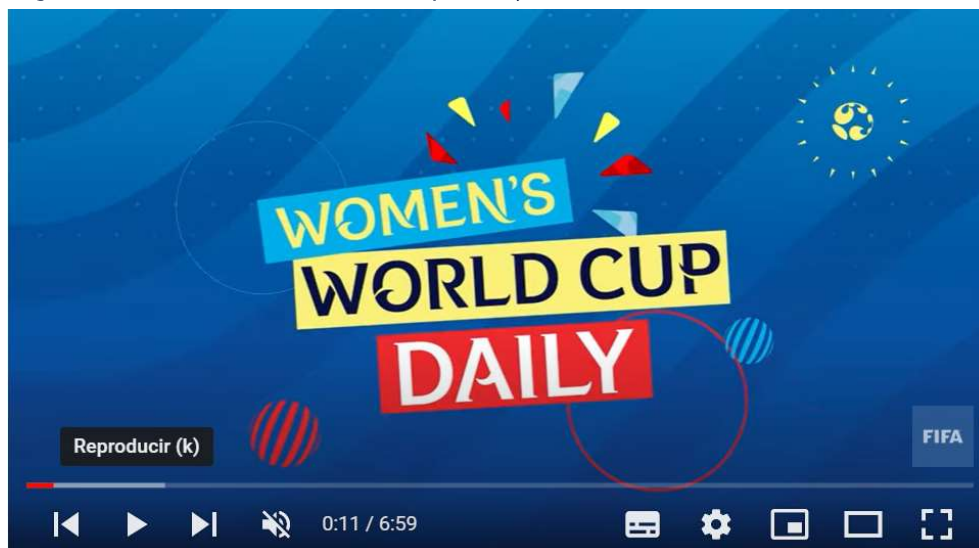 WOMEN'S
WORLD CUP
DAILY
FIFA
Reproducir (k)
0:11 / 6:59